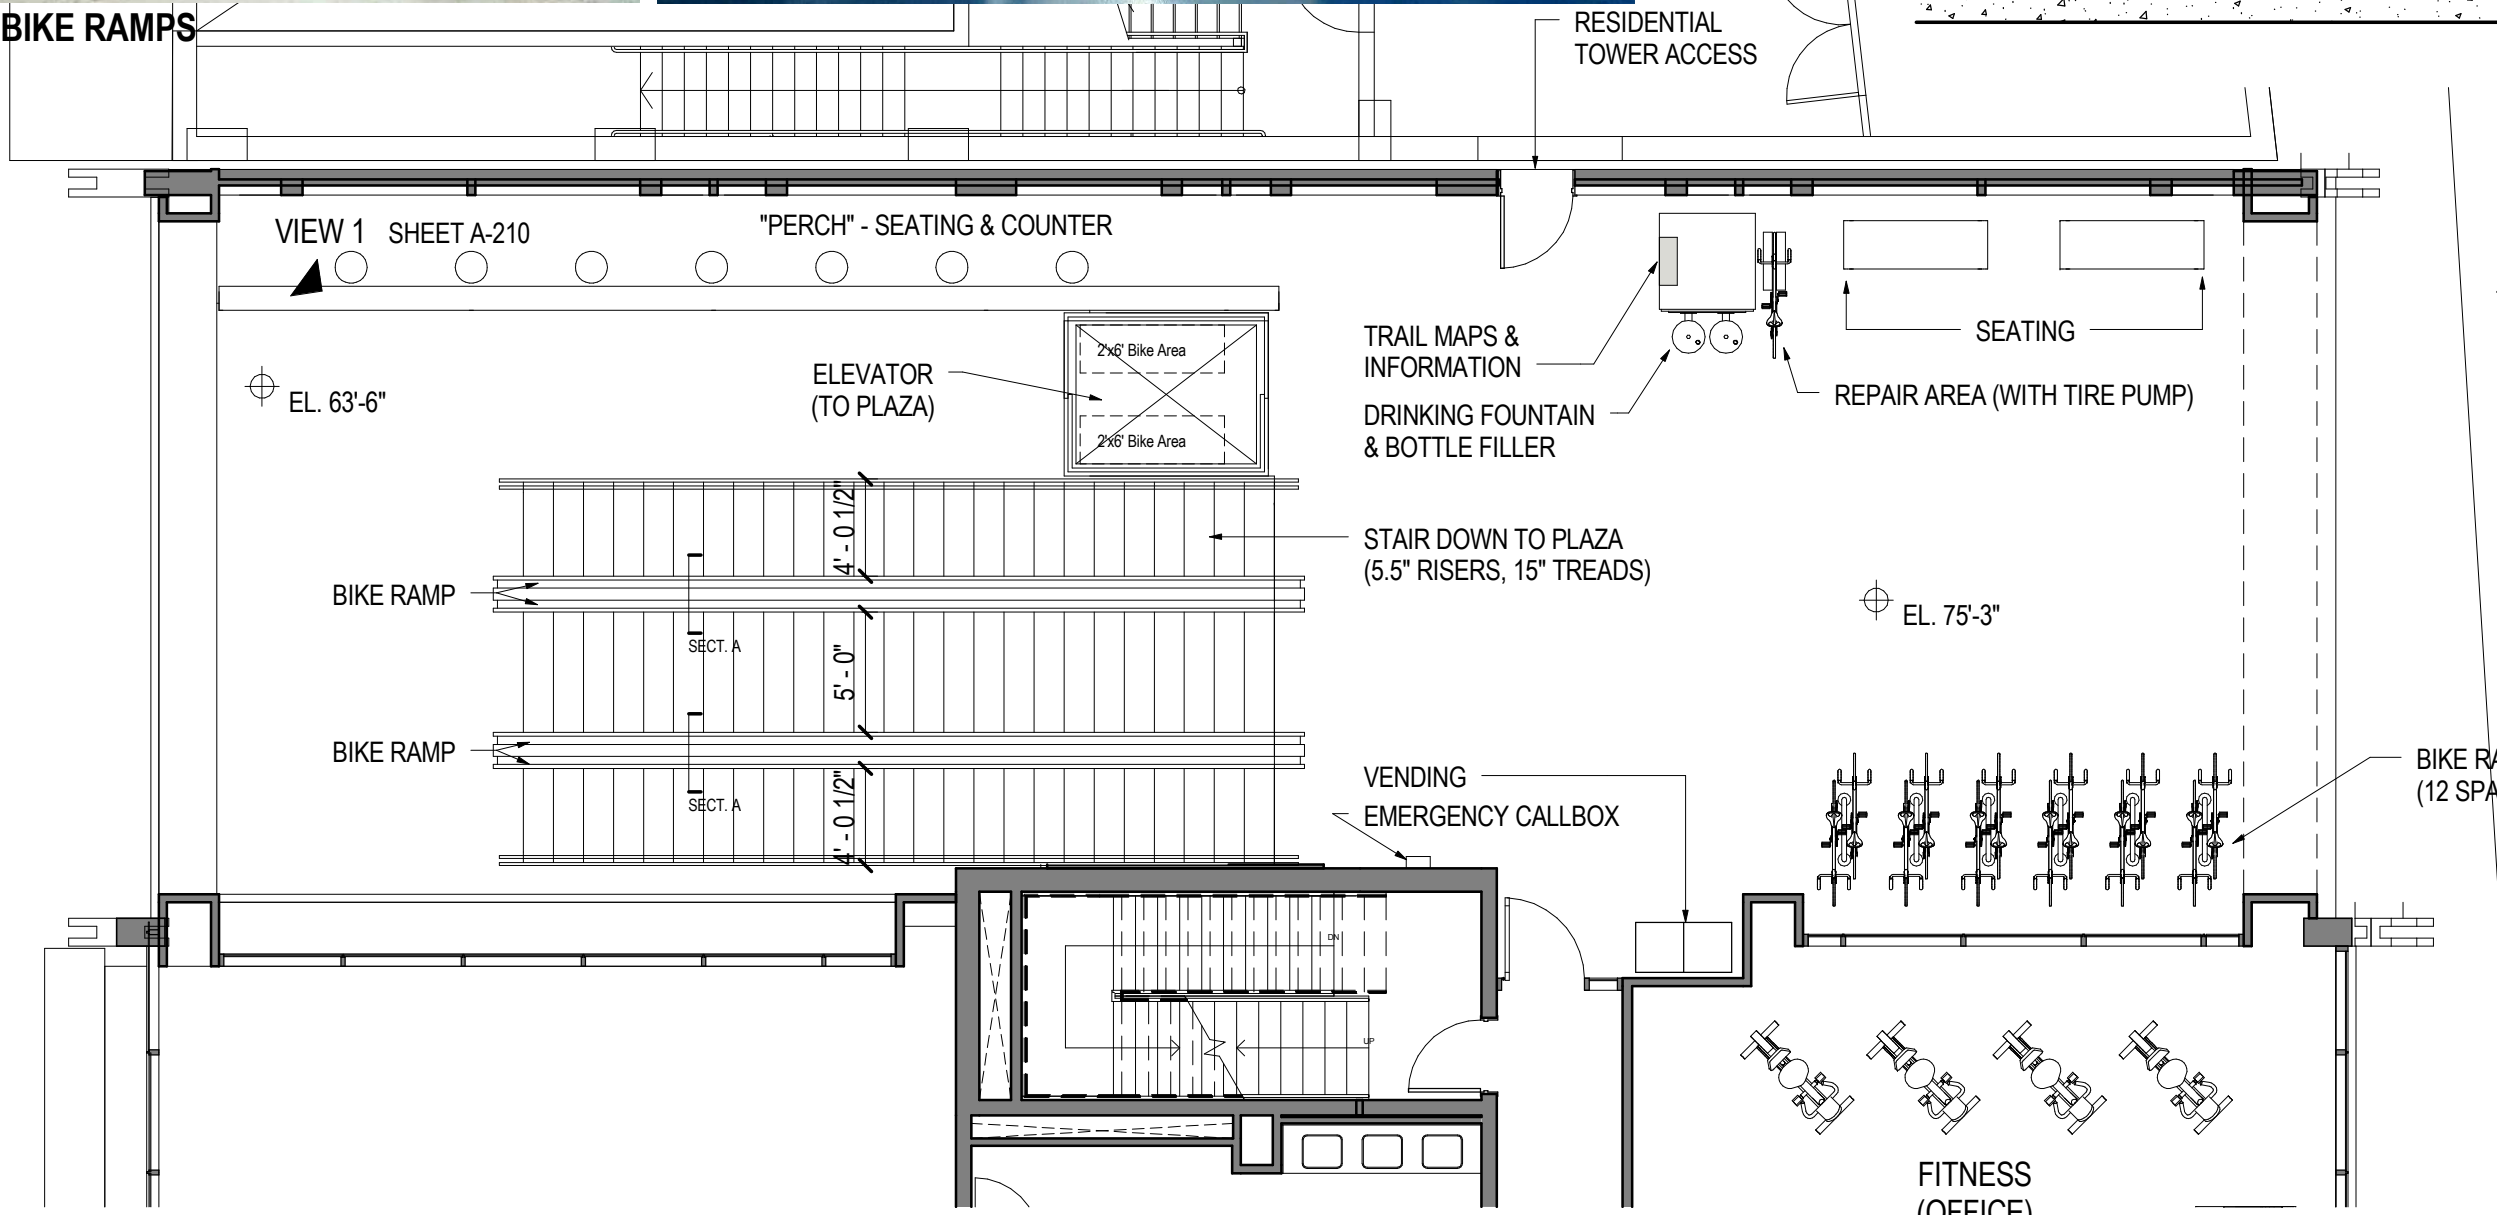 BIKE RAMPS
RESIDENTIAL
TOWER ACCESS
VIEW 1 SHEET A-210
"PERCH" - SEATING & COUNTER
2'x6' Bike Area
ELEVATOR
(TO PLAZA)
2'x6' Bike Area
EL. 63'-6"
TRAIL MAPS &
INFORMATION
DRINKING FOUNTAIN
& BOTTLE FILLER
SEATING
REPAIR AREA (WITH TIRE PUMP)
4' - 0 1/2"
STAIR DOWN TO PLAZA
(5.5" RISERS, 15" TREADS)
BIKE RAMP
EL. 75'-3"
SECT. A
5' - 0"
BIKE RAMP
SECT. A
4' - 0 1/2"
VENDING
EMERGENCY CALLBOX
BIKE
(12
DN
UP
FITNESS
(OFFICE)